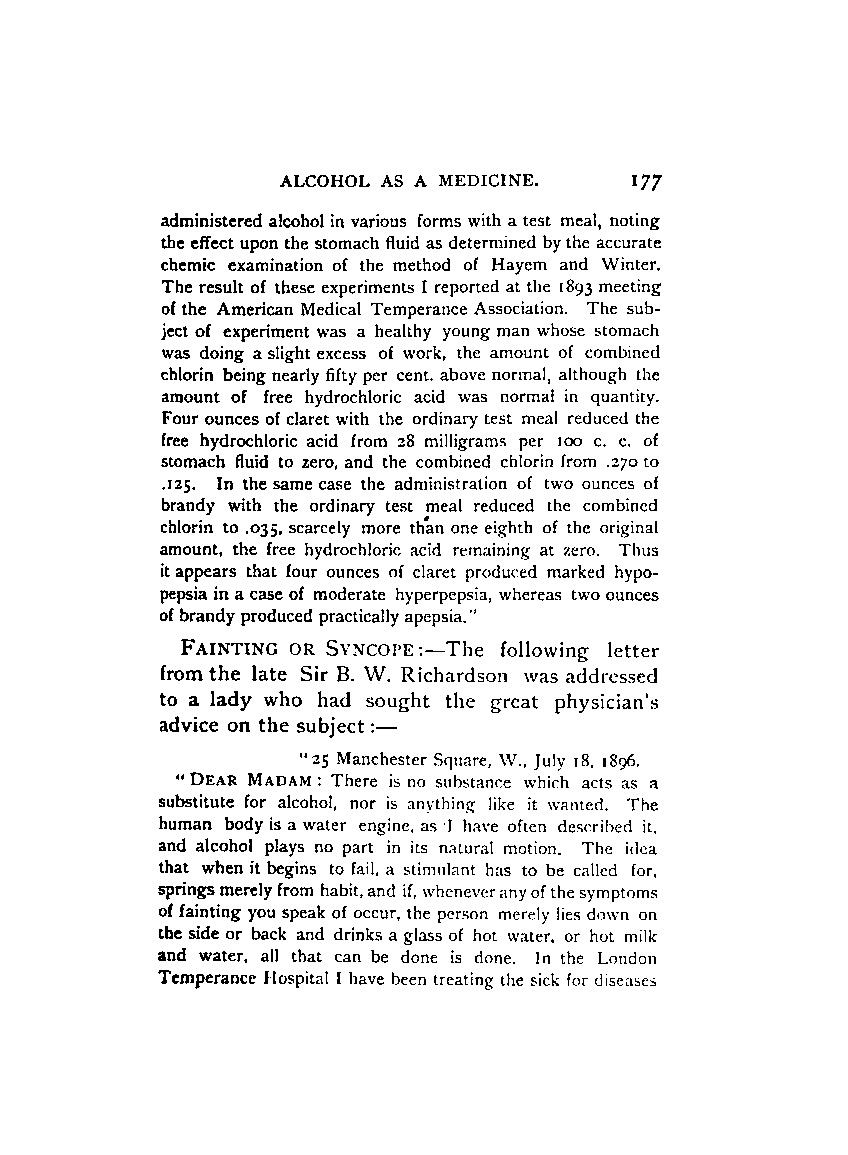 ALCOHOL AS A MEDICINE. 177
administered alcohol in various forms with a test meal, noting
the effect upon the stomach fluid as determined by the accurate
chemic examination of the method of Hayem and Winter.
The result of these experiments I reported at the 1893 meeting
of the American Medical Temperance Association. The sub-
ject of experiment was a healthy young man whose stomach
was doing a slight excess of work, the amount of combined
chlorin being nearly fifty per cent. above normal, although the
amount of free hydrochloric acid was normal in quantity.
Four ounces of claret with the ordinary test meal reduced the
free hydrochloric acid from 28 milligrams per 100 c. c. of
stomach fluid to zero, and the combined chlorin from .270 to
.125. In the same case the administration of two ounces of
brandy with the ordinary test meal reduced the combined
chlorin to .035, scarcely more than one eighth of the original
amount, the free hydrochloric acid remaining at zero. Thus
it appears that four ounces of claret produced marked hypo-
pepsia in a case of moderate hyperpepsia, whereas two ounces
of brandy produced practically apepsia."
FAINTING OR SYNCOPE:—The following letter
from the late Sir B. W. Richardson was addressed
to a lady who had sought the great physician's
advice on the subject:—
"25 Manchester Square, W., July 18, 1896.
"DEAR MADAM: There is no substance which acts as a
substitute for alcohol, nor is anything like it wanted. The
human body is a water engine, as I have often described it,
and alcohol plays no part in its natural motion. The idea
that when it begins to fail, a stimulant has to be called for,
springs merely from habit, and if, whenever any of the symptoms
of fainting you speak of occur, the person merely lies down on
the side or back and drinks a glass of hot water, or hot milk
and water, all that can be done is done. In the London
Temperance Hospital I have been treating the sick for diseases